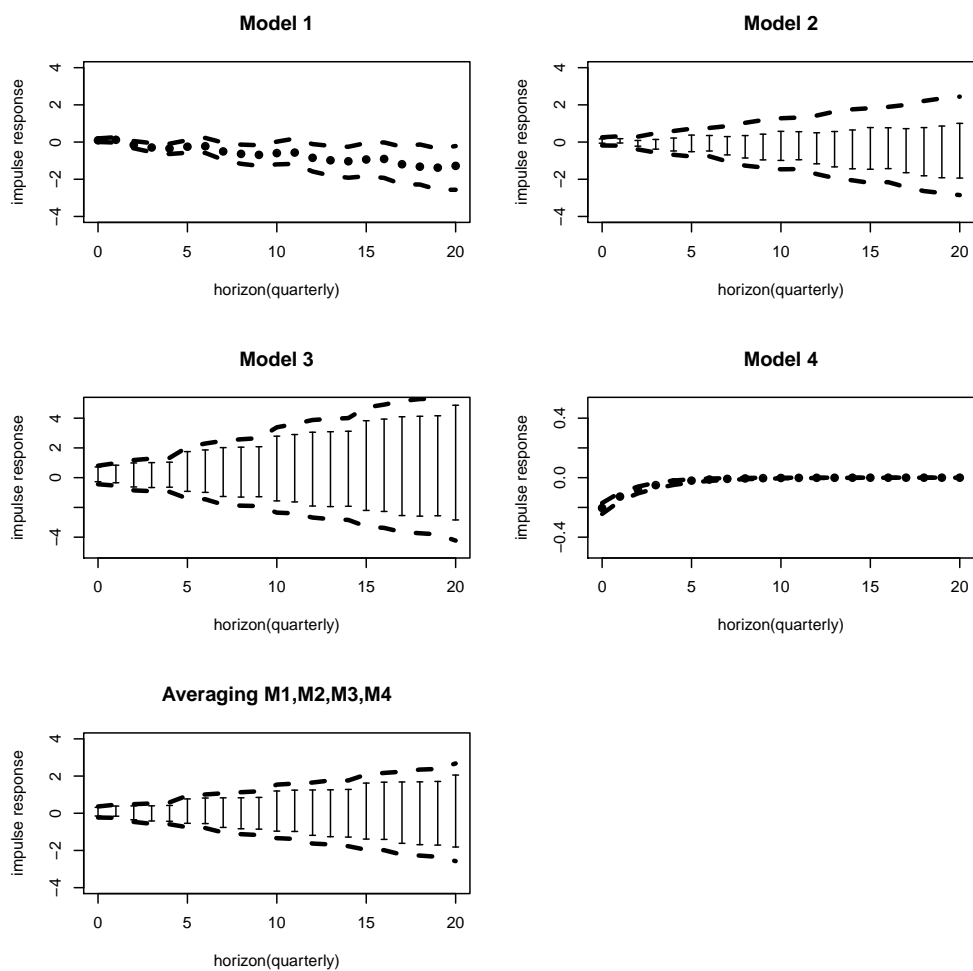 Model 1
impulse response
4
2
0
−2
−4
0 5 10 15 20
horizon(quarterly)
Model 2
impulse response
4
2
0
−2
−4
0 5 10 15 20
horizon(quarterly)
Model 3
impulse response
4
2
0
−4
0 5 10 15 20
horizon(quarterly)
Model 4
impulse response
0.4
0.0
−0.4
0 5 10 15 20
horizon(quarterly)
Averaging M1,M2,M3,M4
impulse response
4
2
0
−2
−4
0 5 10 15 20
horizon(quarterly)